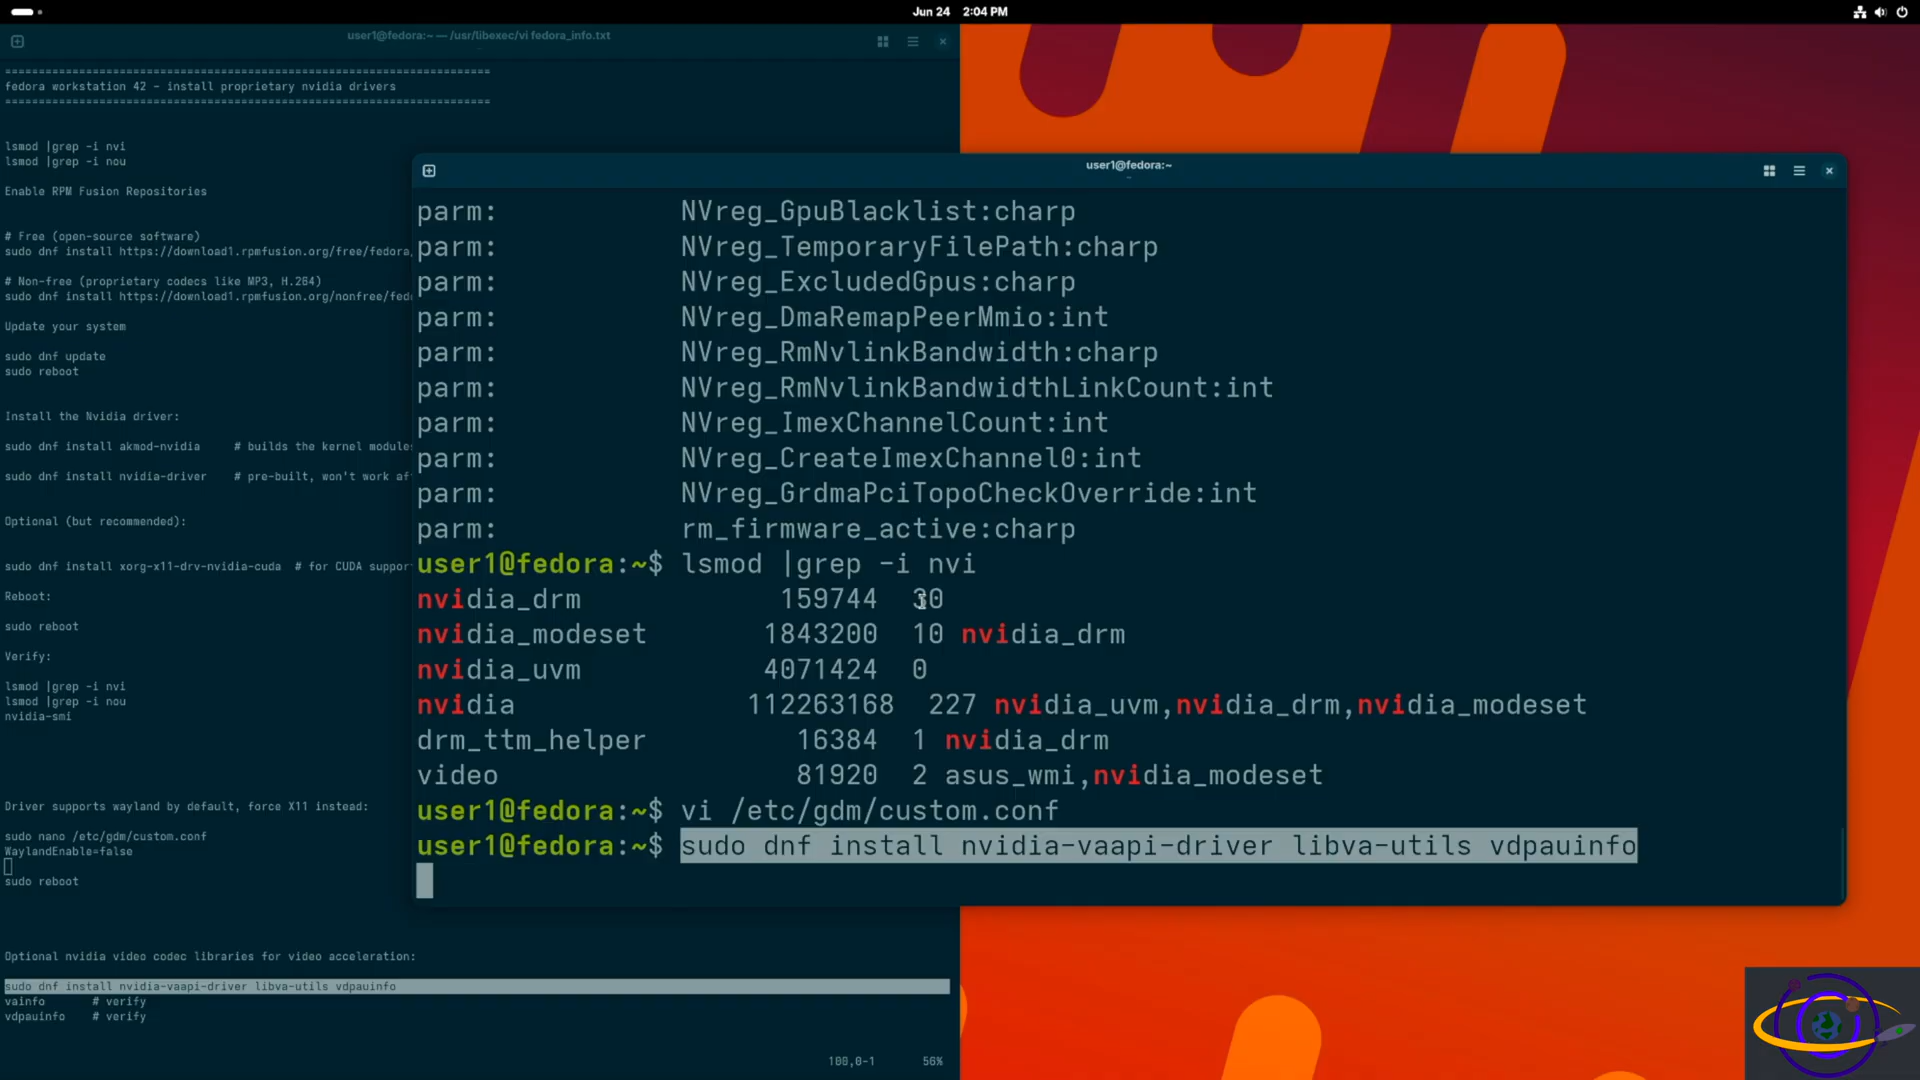 Jun 24 2:04 PM
user1@fedora:~ — /usr/libexec/vi fedora_info.txt
=========================================================================
fedora workstation 42 - install proprietary nvidia drivers
=========================================================================
lsmod |grep -i nvi
lsmod |grep -i nou
Enable RPM Fusion Repositories
# Free (open-source software)
sudo dnf install https://download1.rpmfusion.org/free/fedora
# Non-free (proprietary codecs like MP3, H.264)
sudo dnf install https://download1.rpmfusion.org/nonfree/fed
Update your system
sudo dnf update
sudo reboot
Install the Nvidia driver:
sudo dnf install akmod-nvidia # builds the kernel module
sudo dnf install nvidia-driver # pre-built, won't work af
Optional (but recommended):
sudo dnf install xorg-x11-drv-nvidia-cuda # for CUDA suppor
Reboot:
sudo reboot
Verify:
lsmod |grep -i nvi
lsmod |grep -i nou
nvidia-smi
Driver supports wayland by default, force X11 instead:
sudo nano /etc/gdm/custom.conf
WaylandEnable=false
sudo reboot
Optional nvidia video codec libraries for video acceleration:
sudo dnf install nvidia-vaapi-driver libva-utils vdpauinfo
vainfo # verify
vdpauinfo # verify
100,0-1 56%
user1@fedora:~
parm: NVreg_GpuBlacklist:charp
parm: NVreg_TemporaryFilePath:charp
parm: NVreg_ExcludedGpus:charp
parm: NVreg_DmaRemapPeerMmio:int
parm: NVreg_RmNvlinkBandwidth:charp
parm: NVreg_RmNvlinkBandwidthLinkCount:int
parm: NVreg_ImexChannelCount:int
parm: NVreg_CreateImexChannel0:int
parm: NVreg_GrdmaPciTopoCheckOverride:int
parm: rm_firmware_active:charp
user1@fedora:~$ lsmod |grep -i nvi
nvidia_drm 159744 30
nvidia_modeset 1843200 10 nvidia_drm
nvidia_uvm 4071424 0
nvidia 112263168 227 nvidia_uvm,nvidia_drm,nvidia_modeset
drm_ttm_helper 16384 1 nvidia_drm
video 81920 2 asus_wmi,nvidia_modeset
user1@fedora:~$ vi /etc/gdm/custom.conf
user1@fedora:~$ sudo dnf install nvidia-vaapi-driver libva-utils vdpauinfo